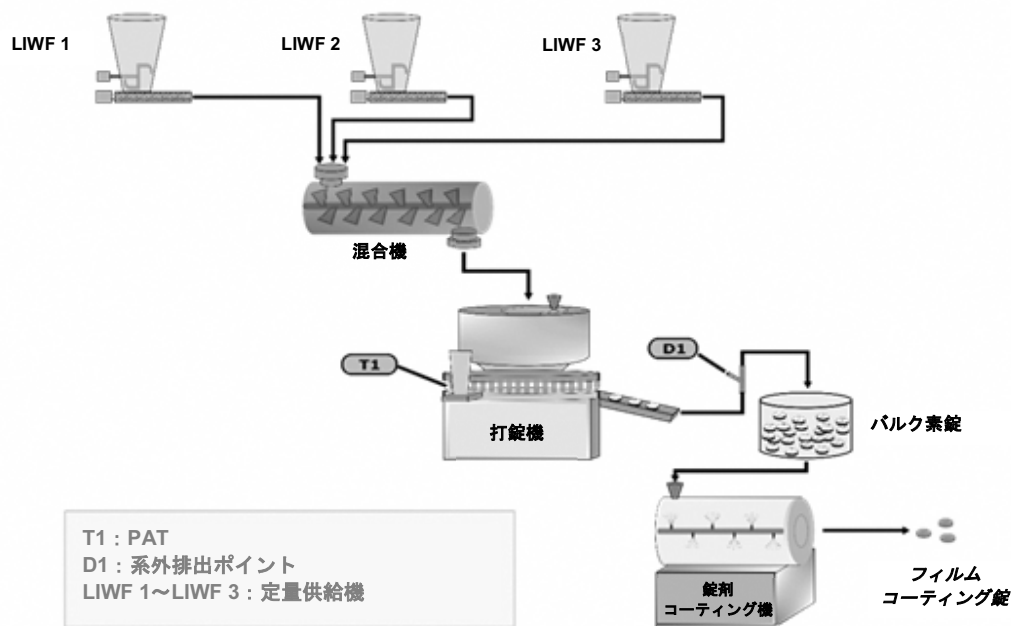 LIWF 1
LIWF 2
LIWF 3
混合機
T1
D1
打錠機
バルク素錠
錠剤
コーティング機
フィルム
コーティング錠
T1：PAT
D1：系外排出ポイント
LIWF 1～LIWF 3：定量供給機